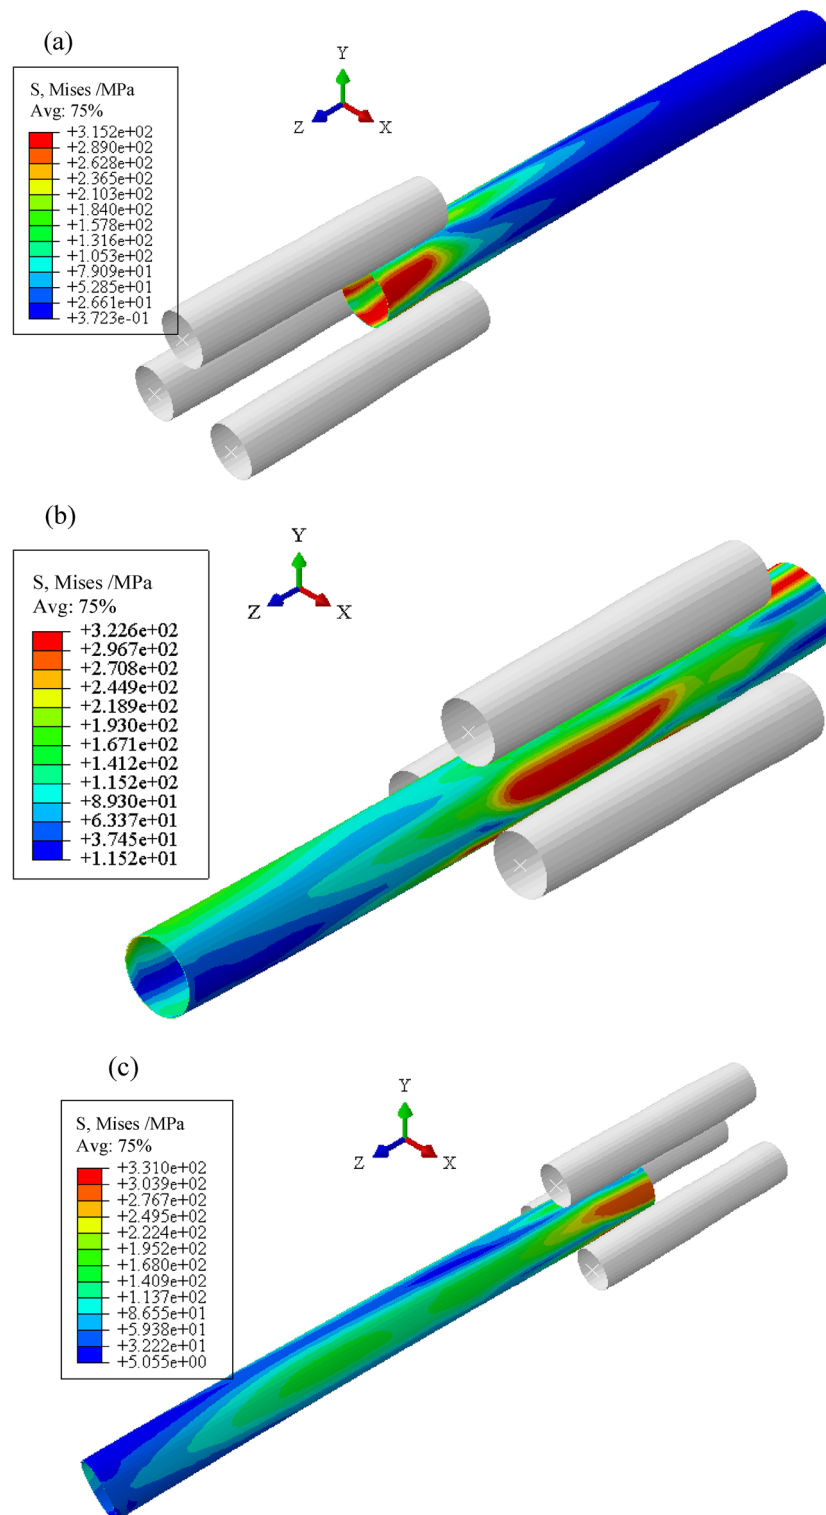 (a)
S, Mises /MPa
Avg: 75%
+3.152e+02
+2.890e+02
+2.628e+02
+2.365e+02
+2.103e+02
+1.840e+02
+1.578e+02
+1.316e+02
+1.053e+02
+7.909e+01
+5.285e+01
+2.661e+01
+3.723e-01
Y
Z
X
(b)
S, Mises /MPa
Avg: 75%
+3.226e+02
+2.967e+02
+2.708e+02
+2.449e+02
+2.189e+02
+1.930e+02
+1.671e+02
+1.412e+02
+1.152e+02
+8.930e+01
+6.337e+01
+3.745e+01
+1.152e+01
Y
Z
X
(c)
S, Mises /MPa
Avg: 75%
+3.310e+02
+3.039e+02
+2.767e+02
+2.495e+02
+2.224e+02
+1.952e+02
+1.680e+02
+1.409e+02
+1.137e+02
+8.655e+01
+5.938e+01
+3.222e+01
+5.055e+00
Y
Z
X